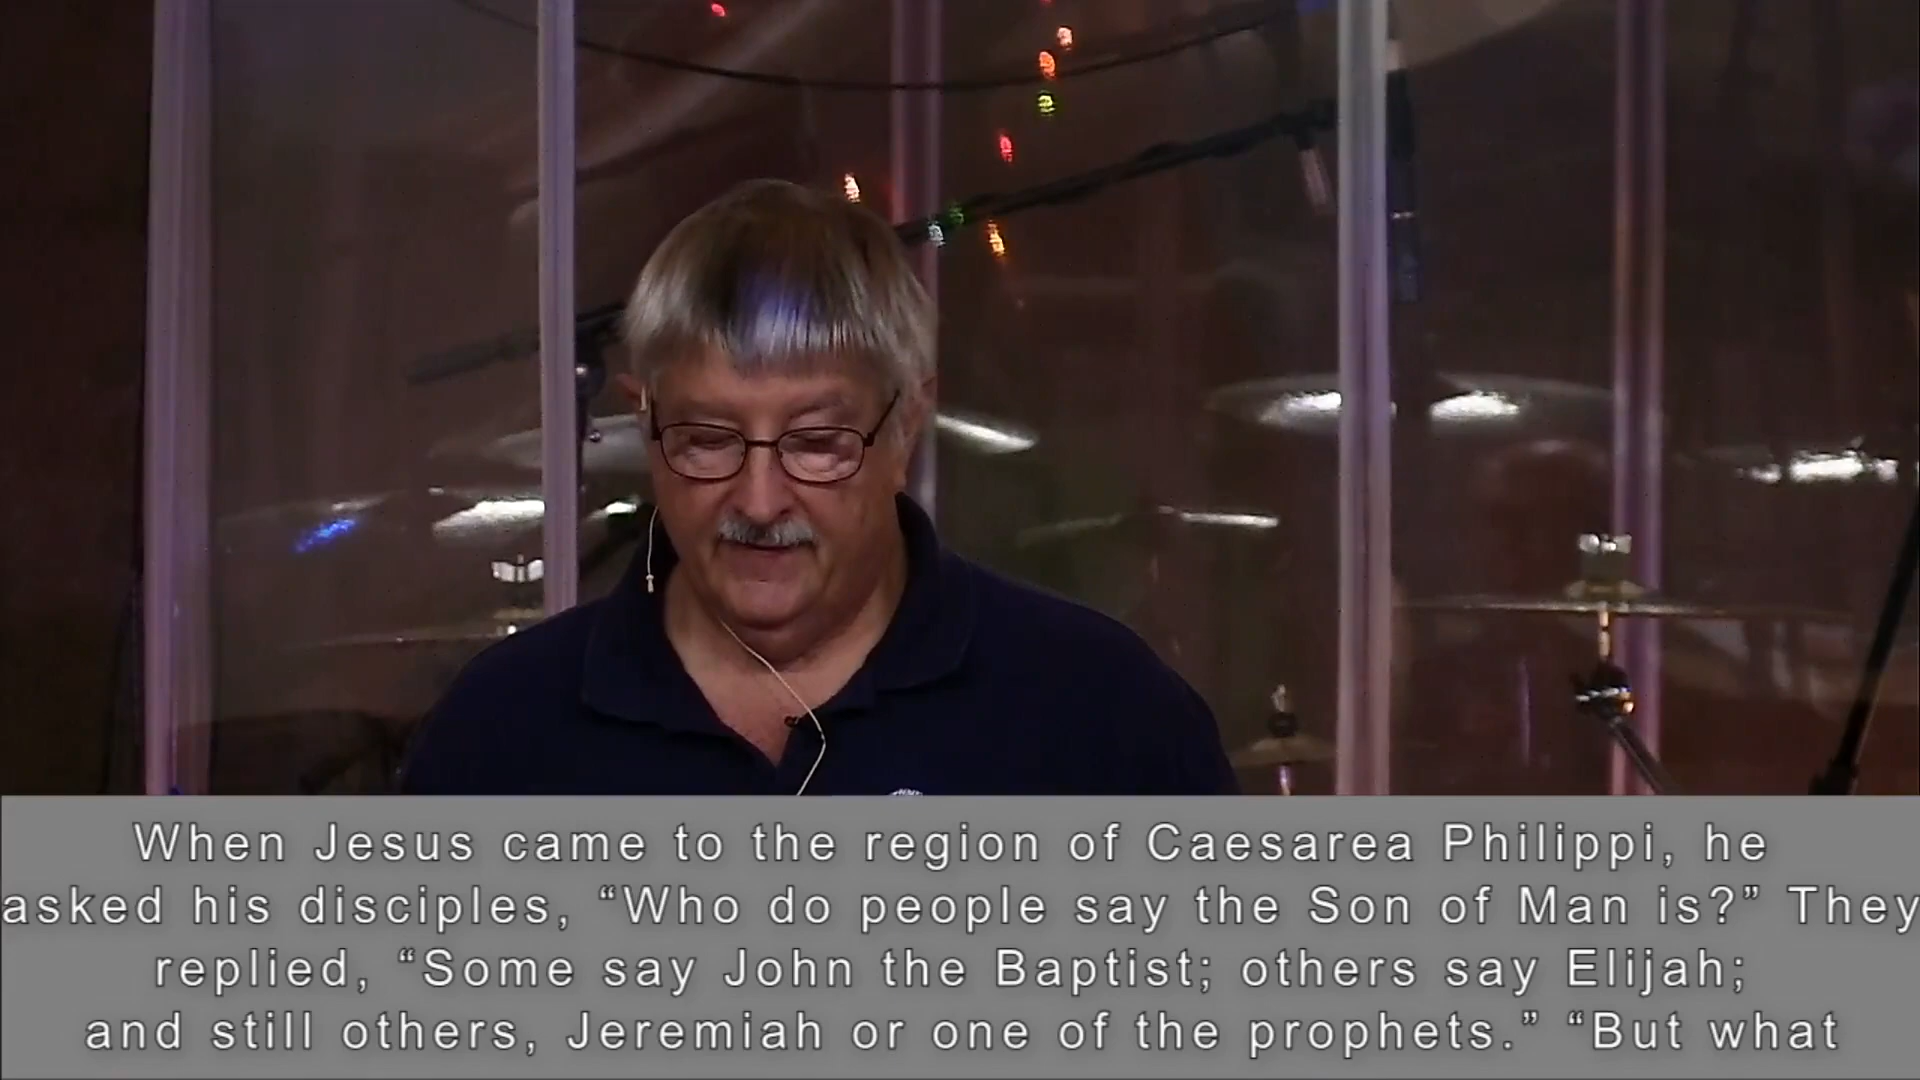 When Jesus came to the region of Caesarea Philippi, he
asked his disciples, “Who do people say the Son of Man is?” They
replied, “Some say John the Baptist; others say Elijah;
and still others, Jeremiah or one of the prophets.” “But what